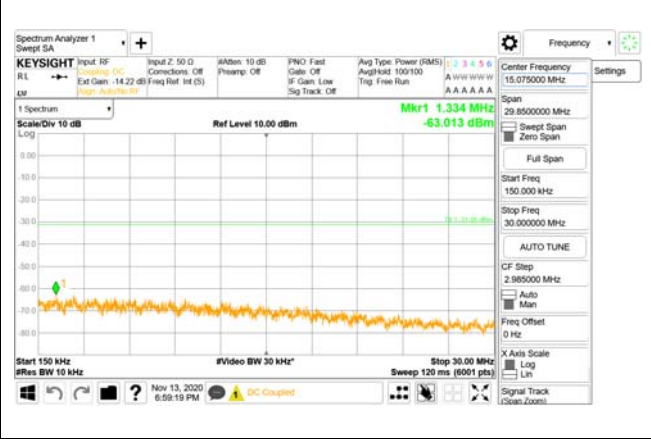 Spectrum Analyzer 1
Swept SA
Frequency
Settings
KEYSIGHT
RL
Input: RF
Coupling: DC
Ext Gain: -14.22 dB
Align: Auto/No RF
Input Z: 50 Ω
Corrections: Off
Freq Ref: Int (S)
#Atten: 10 dB
Preamp: Off
PNO: Fast
Gate: Off
IF Gain: Low
Sig Track: Off
Avg Type: Power (RMS)
Avg|Hold: 100/100
Trig: Free Run
1 2 3 4 5 6
A W W W W W
A A A A A A
1 Spectrum
Scale/Div 10 dB
Ref Level 10.00 dBm
Mkr1 1.334 MHz
-63.013 dBm
Log
0.00
-10.0
-20.0
-30.0
-40.0
-50.0
-60.0
-70.0
-80.0
1
Start 150 kHz
#Res BW 10 kHz
#Video BW 30 kHz*
Stop 30.00 MHz
Sweep 120 ms (6001 pts)
Nov 13, 2020
6:59:19 PM
DC Coupled
Center Frequency
15.075000 MHz
Span
29.8500000 MHz
Swept Span
Zero Span
Full Span
Start Freq
150.000 kHz
Stop Freq
30.000000 MHz
AUTO TUNE
CF Step
2.985000 MHz
Auto
Man
Freq Offset
0 Hz
X Axis Scale
Log
Lin
Signal Track
(Span Zoom)